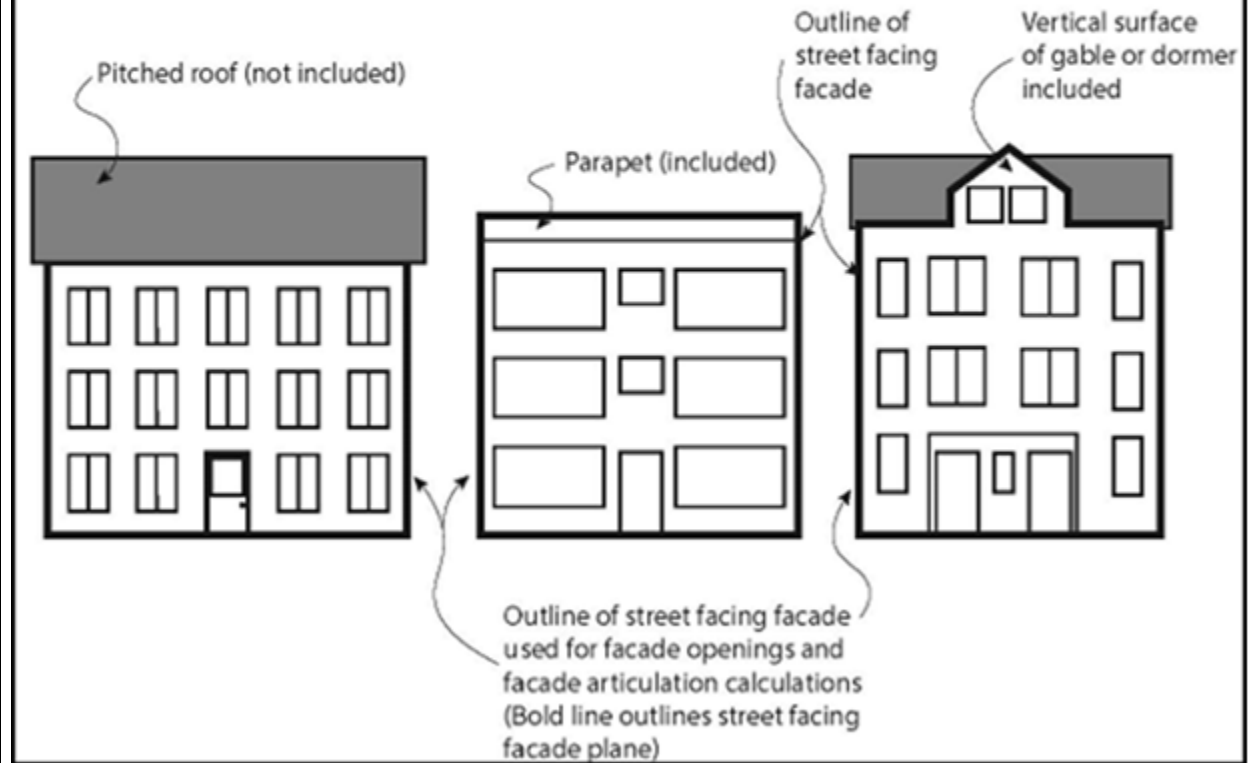 Pitched roof (not included)
Parapet (included)
Outline of
street facing
facade
Vertical surface
of gable or dormer
included
Outline of street facing facade
used for facade openings and
facade articulation calculations
(Bold line outlines street facing
facade plane)